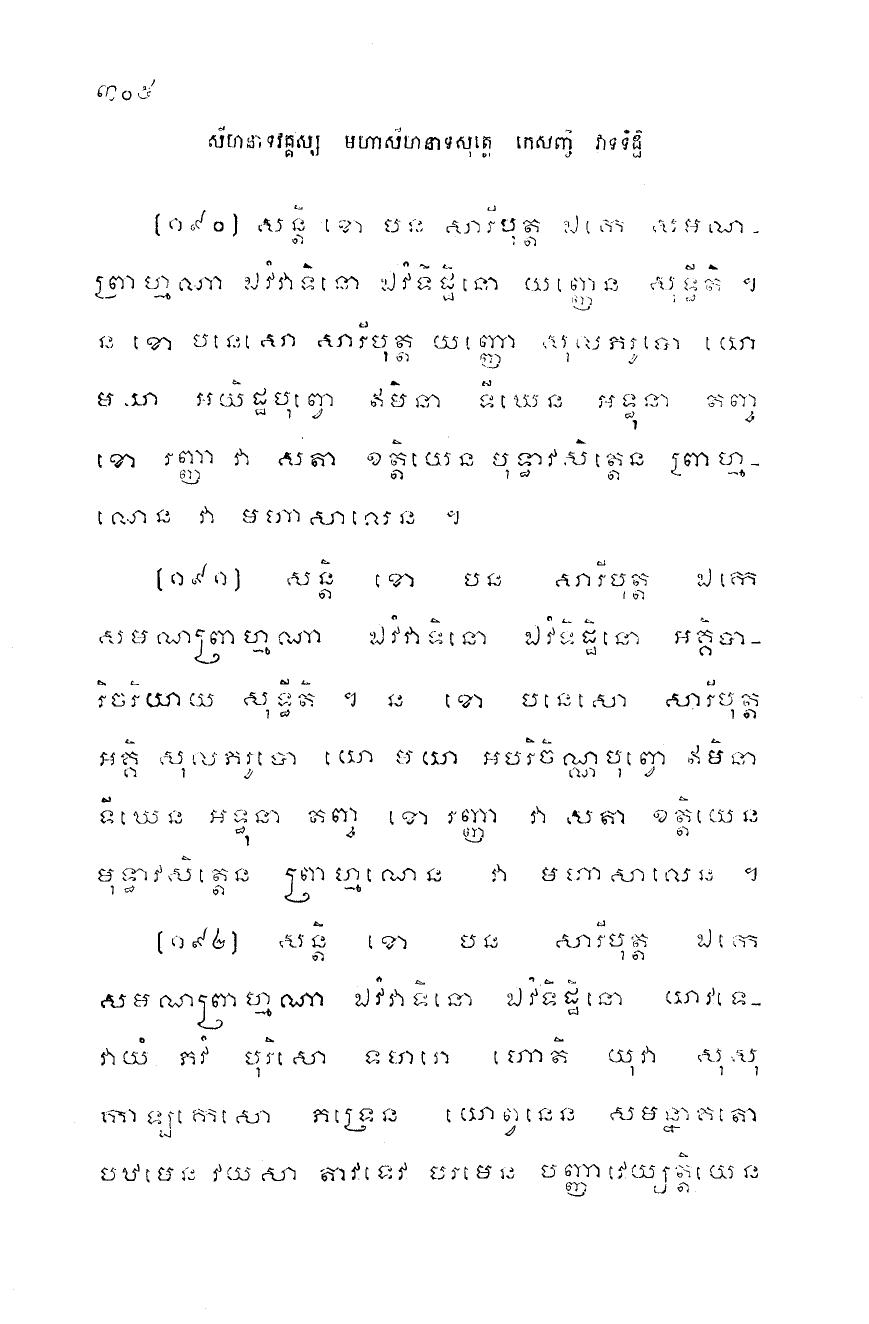 ៣០៥
សីហនាទវគ្គស្ស មហាសីហនាទសុត្តេ កេសញ្ចិ វាទទិដ្ឋិ
(១៩០) សន្តិ ខោ បន សារីបុត្ត ឯកេ សមណ-
ព្រាហ្មណា ឯវំវាទិនោ ឯវំទិដ្ឋិនោ យញ្ញេន សុទ្ធីតិ ។
ន ខោ បនេសោ សារីបុត្ត យញ្ញោ សុលភរូបោ យោ
មយា អយិដ្ឋបុព្វោ ឥមិនា ទីឃេន អទ្ធុនា តញ្ច
ខោ រញ្ញា វា សតា ខត្តិយេន មុទ្ធាវសិត្តេន ព្រាហ្ម-
ណេន វា មហាសាលេន ។
(១៩១) សន្តិ ខោ បន សារីបុត្ត ឯកេ
សមណព្រាហ្មណា ឯវំវាទិនោ ឯវំទិដ្ឋិនោ អគ្គិបា-
រិចរិយាយ សុទ្ធីតិ ។ ន ខោ បនេសោ សារីបុត្ត
អគ្គិ សុលភរូបោ យោ មយា អបរិចិណ្ណបុព្វោ ឥមិនា
ទីឃេន អទ្ធុនា តញ្ច ខោ រញ្ញា វា សតា ខត្តិយេន
មុទ្ធាវសិត្តេន ព្រាហ្មណេន វា មហាសាលេន ។
(១៩២) សន្តិ ខោ បន សារីបុត្ត ឯកេ
សមណព្រាហ្មណា ឯវំវាទិនោ ឯវំទិដ្ឋិនោ យាវទេ-
វាយំ ភវំ បុរិសោ ទហរោ ហោតិ យុវា សុសុ
កាឡកេសោ ភទ្រេន យោព្វនេន សមន្នាគតោ
បឋមេន វយសា តាវទេវ បរមេន បញ្ញាវេយ្យត្តិយេន